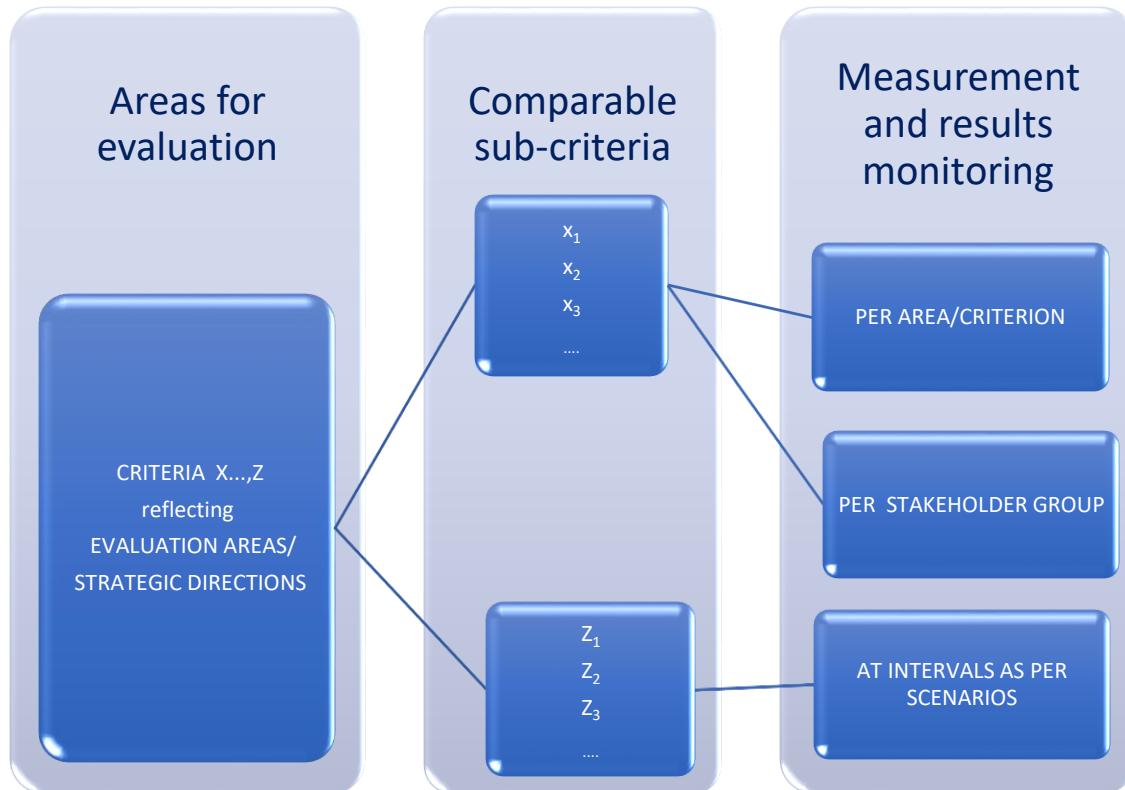 Areas for
evaluation
CRITERIA X...,Z
reflecting
EVALUATION AREAS/
STRATEGIC DIRECTIONS
Comparable
sub-criteria
x₁
x₂
x₃
....
Z₁
Z₂
Z₃
....
Measurement
and results
monitoring
PER AREA/CRITERION
PER STAKEHOLDER GROUP
AT INTERVALS AS PER
SCENARIOS